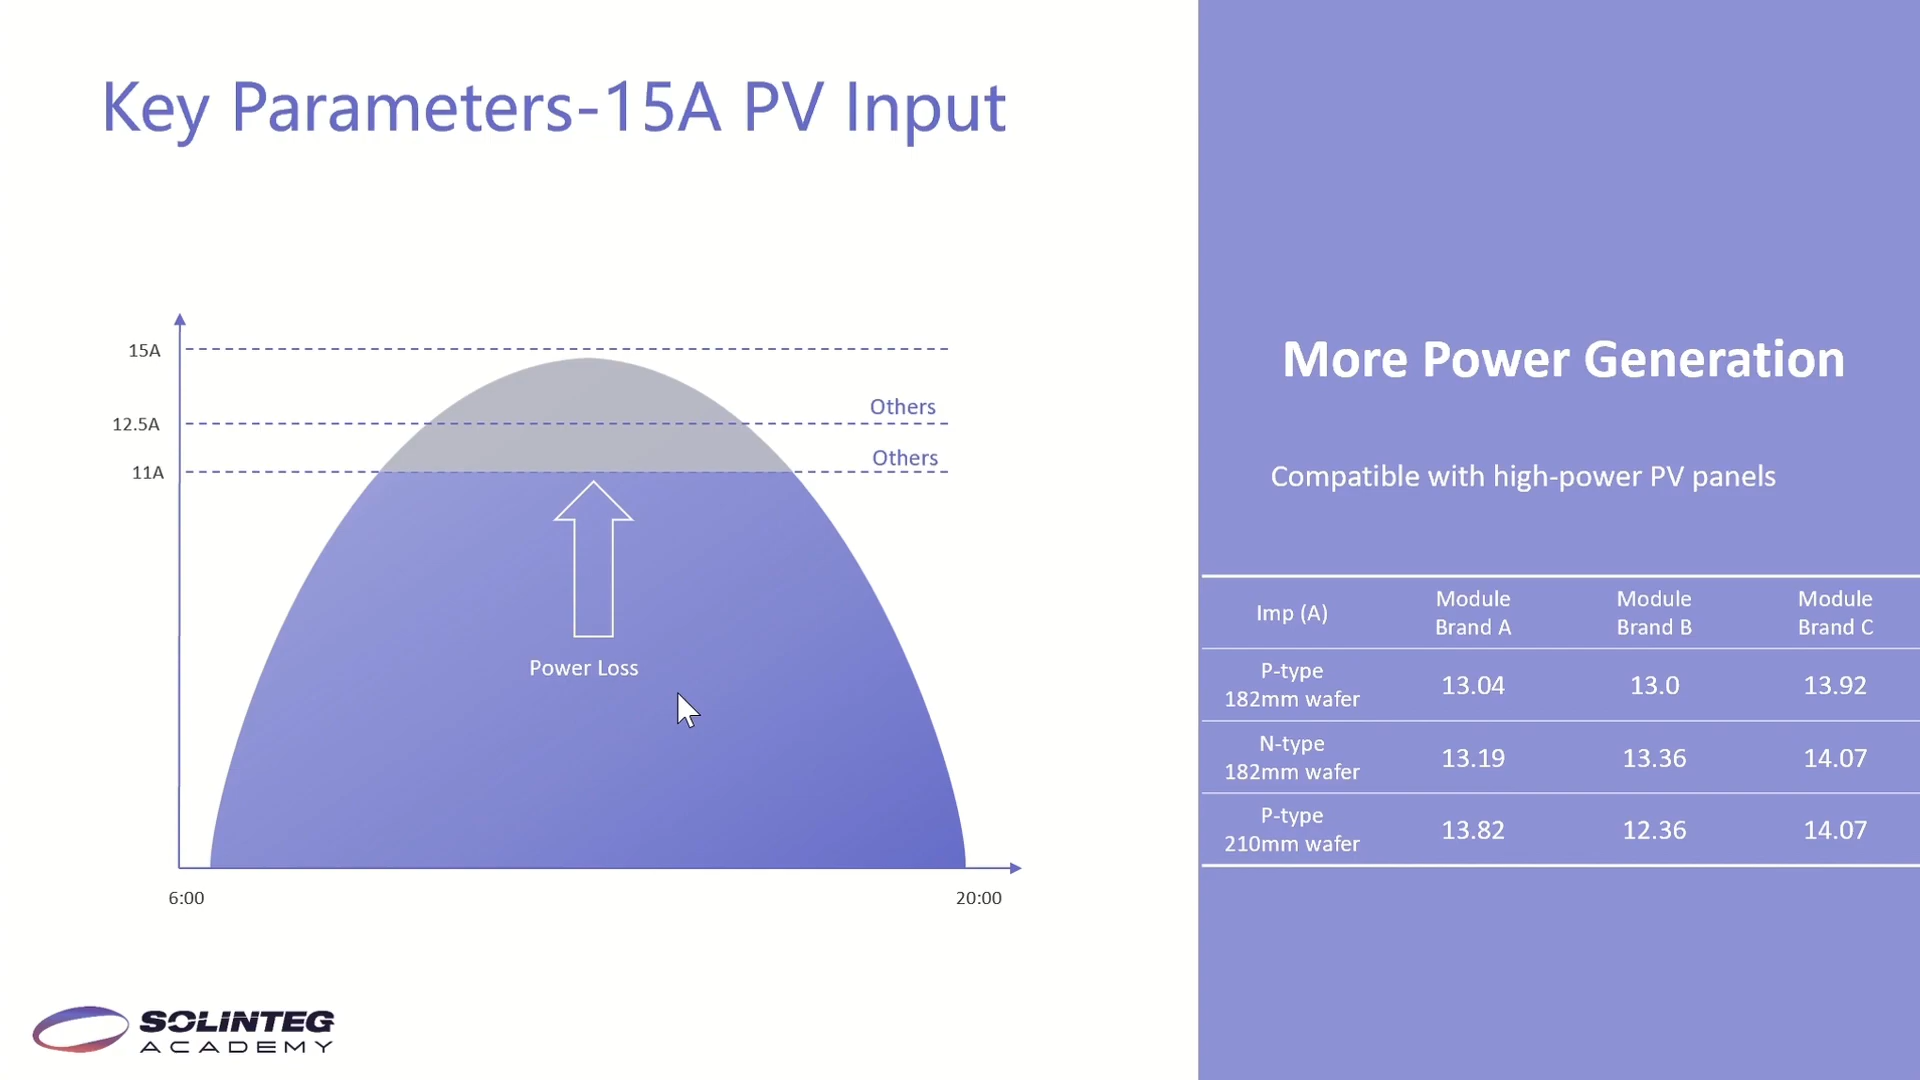 Key Parameters-15A PV Input
15A
12.5A
11A
Others
Others
Power Loss
6:00
20:00
SOLINTEG
ACADEMY
More Power Generation
Compatible with high-power PV panels
Imp (A)
Module
Brand A
Module
Brand B
Module
Brand C
P-type
182mm wafer
13.04
13.0
13.92
N-type
182mm wafer
13.19
13.36
14.07
P-type
210mm wafer
13.82
12.36
14.07